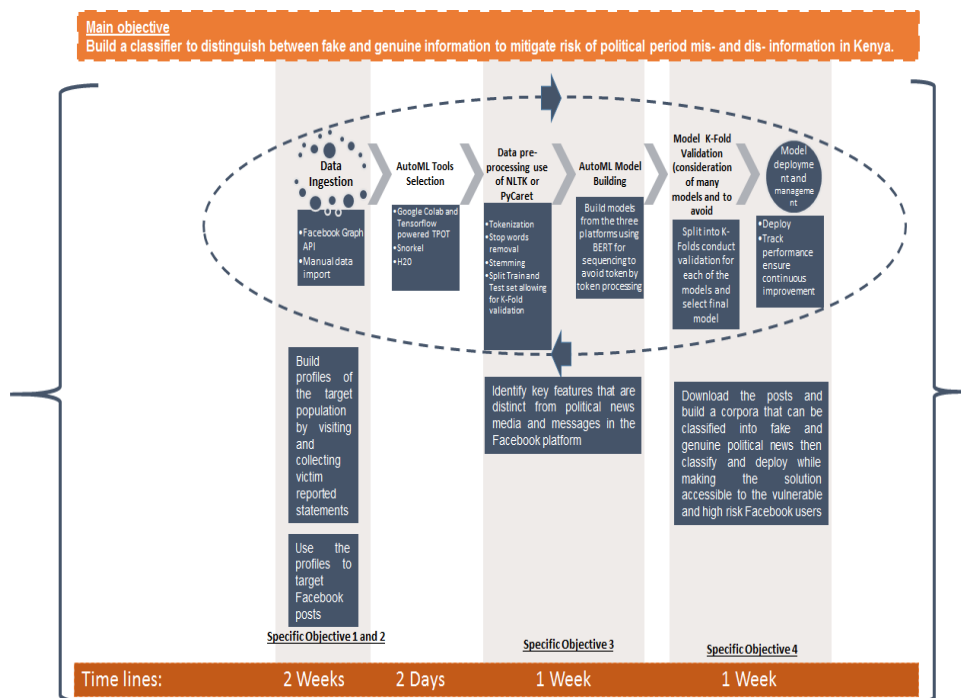 Main objective
Build a classifier to distinguish between fake and genuine information to mitigate risk of political period mis- and dis- information in Kenya.
Data
Ingestion
• Facebook Graph
API
• Manual data
import
AutoML Tools
Selection
• Google Colab and
Tensorflow
powered TPOT
• Snorkel
• H20
Data pre-
processing use
of NLTK or
PyCaret
• Tokenization
• Stop words
removal
• Stemming
• Split Train and
Test set allowing
for K-Fold
validation
AutoML Model
Building
Build models
from the three
platforms using
BERT for
sequencing to
avoid token by
token processing
Model K-Fold
Validation
(consideration of
many
models and to
avoid
Split into K-
Folds conduct
validation for
each of the
models and
select final
model
Model
deployme
nt and
manageme
nt
• Deploy
• Track
performance
ensure
continuous
improvement
Build
profiles of
the target
population
by visiting
and
collecting
victim
reported
statements
Use the
profiles to
target
Facebook
posts
Identify key features that are
distinct from political news
media and messages in the
Facebook platform
Download the posts and
build a corpora that can be
classified into fake and
genuine political news then
classify and deploy while
making the solution
accessible to the vulnerable
and high risk Facebook users
Specific Objective 1 and 2
Specific Objective 3
Specific Objective 4
Time lines: 2 Weeks 2 Days 1 Week 1 Week